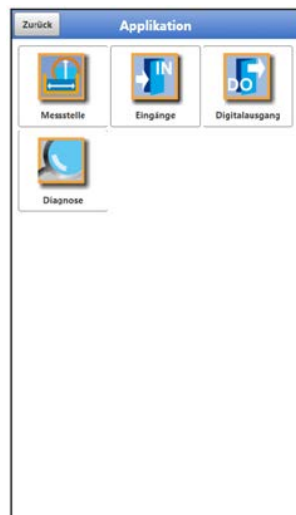 Zurück
Applikation
IN
DO
Messstelle
Eingänge
Digitalausgang
Diagnose